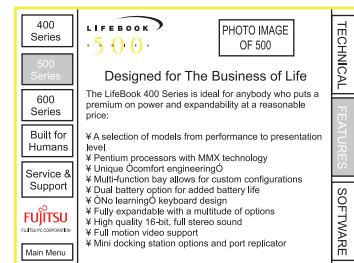 400
Series
500
Series
600
Series
Built for
Humans
Service &
Support
FUJITSU
FUJITSU PC CORPORATION
Main Menu
LIFEBOOK
500
PHOTO IMAGE
OF 500
Designed for The Business of Life
The LifeBook 400 Series is ideal for anybody who puts a
premium on power and expandability at a reasonable
price:
¥ A selection of models from performance to presentation
level
¥ Pentium processors with MMX technology
¥ Unique Òcomfort engineeringÓ
¥ Multi-function bay allows for custom configurations
¥ Dual battery option for added battery life
¥ ÒNo learningÓ keyboard design
¥ Fully expandable with a multitude of options
¥ High quality 16-bit, full stereo sound
¥ Full motion video support
¥ Mini docking station options and port replicator
TECHNICAL
FEATURES
SOFTWARE